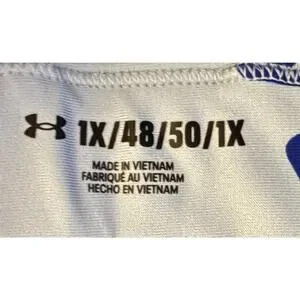 1X/48/50/1X
MADE IN VIETNAM
FABRIQUÉ AU VIETNAM
HECHO EN VIETNAM